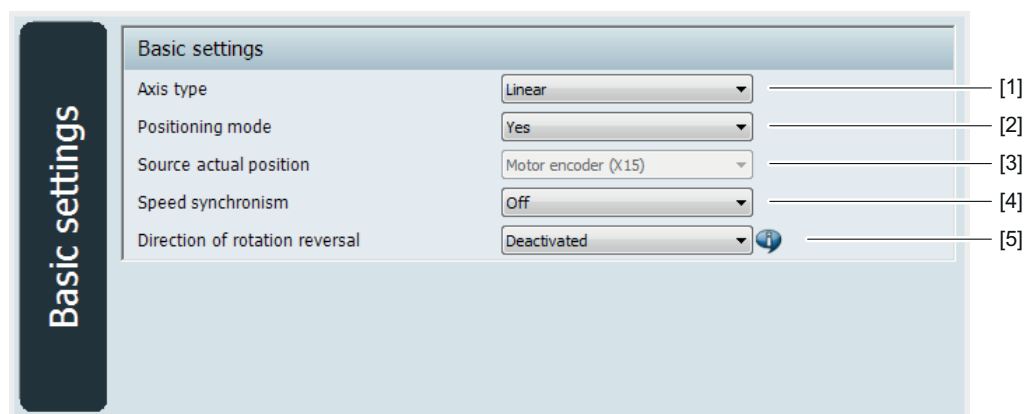 Basic settings
Basic settings
Axis type Linear [1]
Positioning mode Yes [2]
Source actual position Motor encoder (X15) [3]
Speed synchronism Off [4]
Direction of rotation reversal Deactivated i [5]